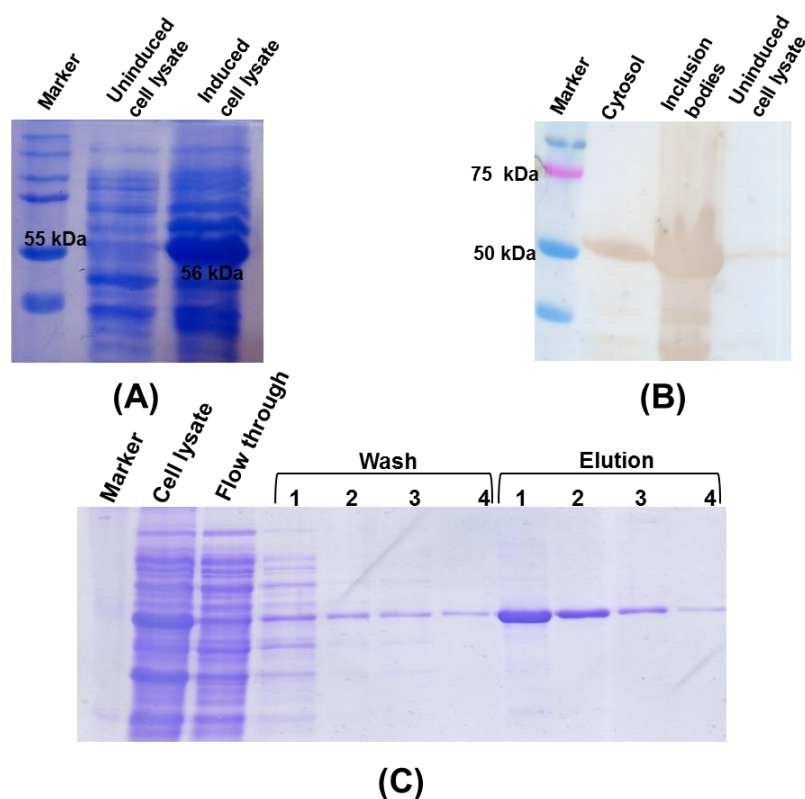 Marker
Uninduced
cell lysate
Induced
cell lysate
55 kDa
56 kDa
(A)
Marker
Cytosol
Inclusion
bodies
Uninduced
cell lysate
75 kDa
50 kDa
(B)
Marker
Cell lysate
Flow through
Wash
Elution
1 2 3 4 1 2 3 4
(C)